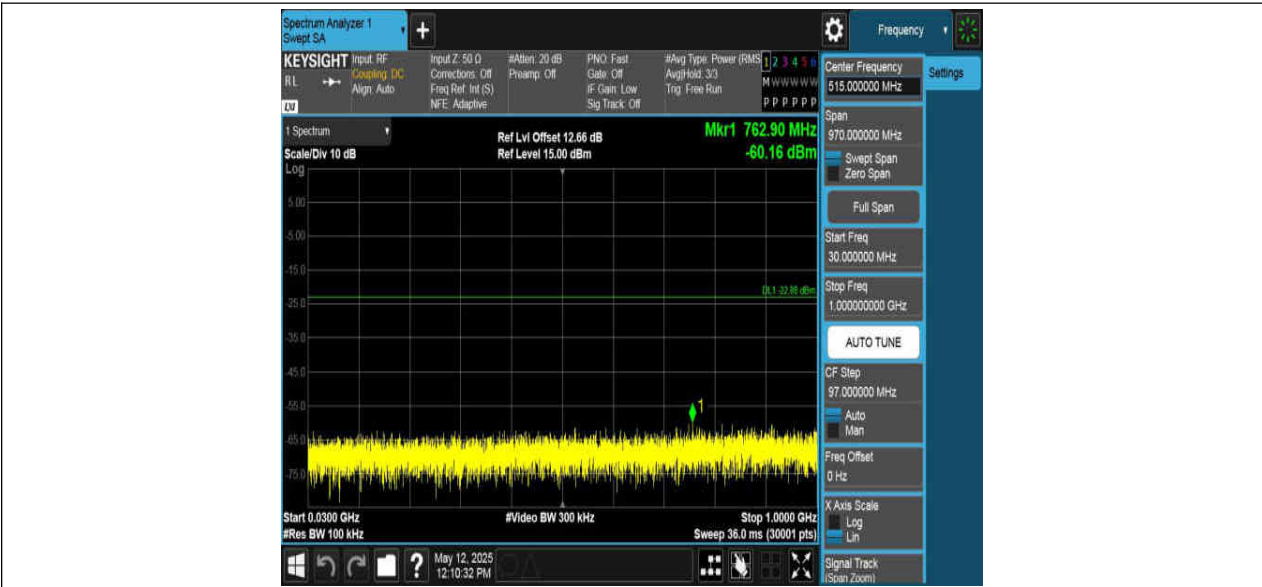 Spectrum Analyzer 1
Swept SA
+
Frequency
KEYSIGHT
RL
LXI
Input: RF
Coupling: DC
Align: Auto
Input Z: 50 Ω
Corrections: Off
Freq Ref: Int (S)
NFE: Adaptive
#Atten: 20 dB
Preamp: Off
PNO: Fast
Gate: Off
IF Gain: Low
Sig Track: Off
#Avg Type: Power (RMS
Avg|Hold: 3/3
Trig: Free Run
1 2 3 4 5 6
M W W W W W
P P P P P P
1 Spectrum
Scale/Div 10 dB
Log
Ref Lvl Offset 12.66 dB
Ref Level 15.00 dBm
Mkr1 762.90 MHz
-60.16 dBm
5.00
-5.00
-15.0
DL1 -22.88 dBm
-25.0
-35.0
-45.0
-55.0
1
-65.0
-75.0
Start 0.0300 GHz
#Res BW 100 kHz
#Video BW 300 kHz
Stop 1.0000 GHz
Sweep 36.0 ms (30001 pts)
?
May 12, 2025
12:10:32 PM
Center Frequency
515.000000 MHz
Settings
Span
970.000000 MHz
Swept Span
Zero Span
Full Span
Start Freq
30.000000 MHz
Stop Freq
1.000000000 GHz
AUTO TUNE
CF Step
97.000000 MHz
Auto
Man
Freq Offset
0 Hz
X Axis Scale
Log
Lin
Signal Track
(Span Zoom)